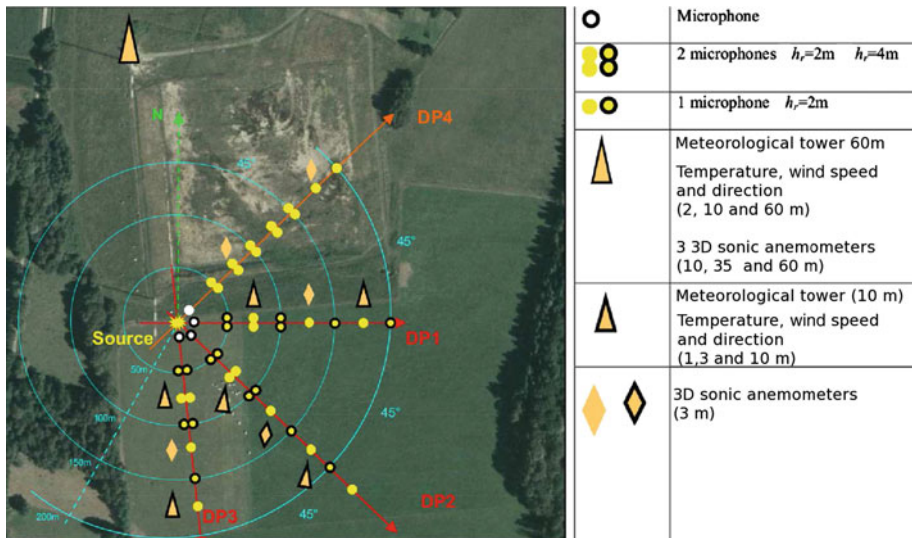 N
DP4
45°
45°
Source
DP1
50m
100m
45°
150m
DP2
200m
DP3
45°
Microphone
2 microphones hr=2m hr=4m
1 microphone hr=2m
Meteorological tower 60m
Temperature, wind speed
and direction
(2, 10 and 60 m)
3 3D sonic anemometers
(10, 35 and 60 m)
Meteorological tower (10 m)
Temperature, wind speed
and direction
(1,3 and 10 m)
3D sonic anemometers
(3 m)